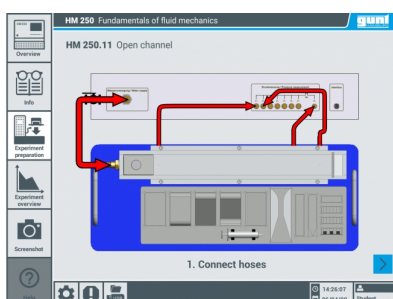 HM 250 Fundamentals of fluid mechanics
gunt
HM 250.11 Open channel
Overview
Info
Experiment
preparation
Experiment
overview
Screenshot
1. Connect hoses
14:26:07
Student